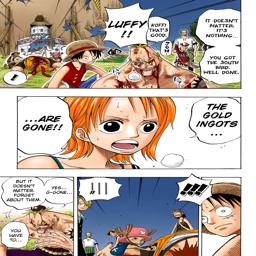 IT DOESN'T
MATTER.
IT'S
NOTHING...
YOU GOT
THE SOUTH
BIRD.
WELL DONE.
KOFF!
THAT'S
GOOD.
LUFFY
!!
!
THE
GOLD
INGOTS
...
...ARE
GONE!!
!!!
YES,
G-GONE.
BUT IT
DOESN'T
MATTER.
FORGET
ABOUT THEM.
YOU
HAVE
TO...